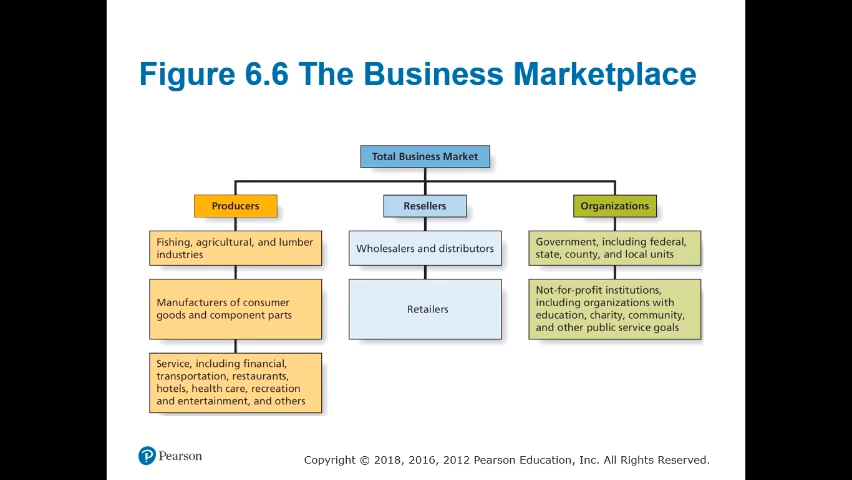 Figure 6.6 The Business Marketplace
Total Business Market
Producers
Resellers
Organizations
Fishing, agricultural, and lumber
industries
Wholesalers and distributors
Government, including federal,
state, county, and local units
Manufacturers of consumer
goods and component parts
Retailers
Not-for-profit institutions,
including organizations with
education, charity, community,
and other public service goals
Service, including financial,
transportation, restaurants,
hotels, health care, recreation
and entertainment, and others
Pearson
Copyright © 2018, 2016, 2012 Pearson Education, Inc. All Rights Reserved.